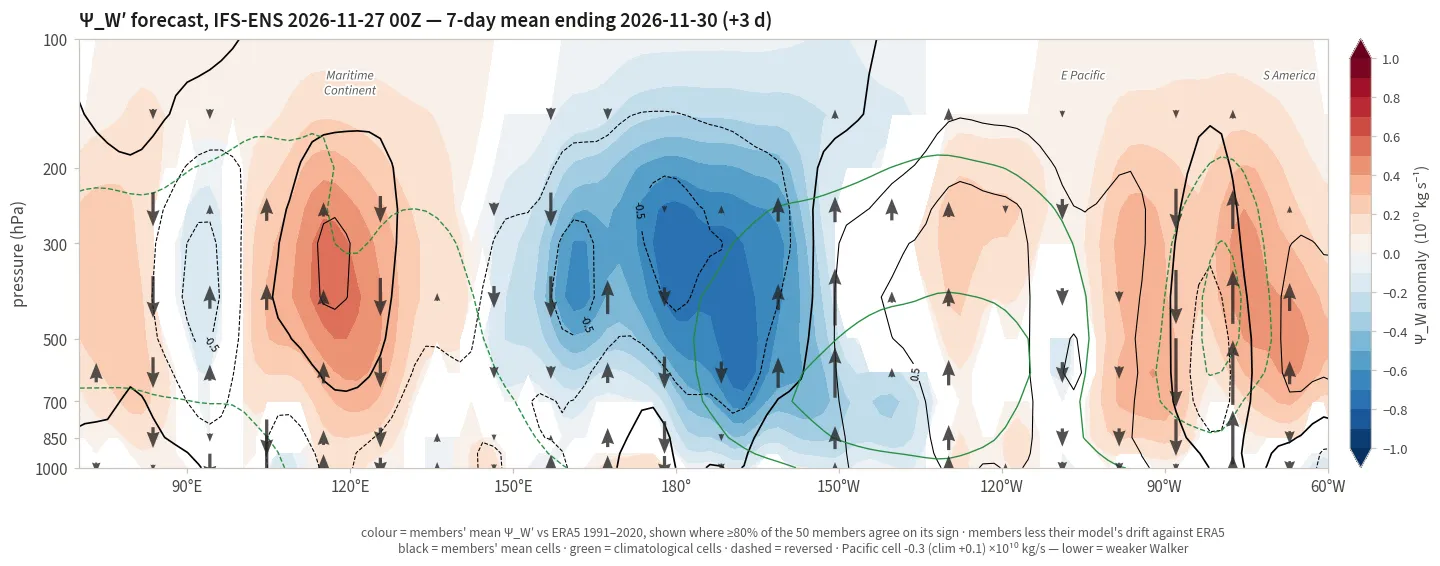 Ψ_W′ forecast, IFS-ENS 2026-11-27 00Z — 7-day mean ending 2026-11-30 (+3 d)
100
200
300
500
700
850
1000
pressure (hPa)
Maritime
Continent
E Pacific
S America
-0.5
-0.5
-0.5
0.5
90°E
120°E
150°E
180°
150°W
120°W
90°W
60°W
1.0
0.8
0.6
0.4
0.2
0.0
−0.2
−0.4
−0.6
−0.8
−1.0
Ψ_W anomaly (10¹⁰ kg s⁻¹)
colour = members' mean Ψ_W′ vs ERA5 1991–2020, shown where ≥80% of the 50 members agree on its sign · members less their model's drift against ERA5
black = members' mean cells · green = climatological cells · dashed = reversed · Pacific cell -0.3 (clim +0.1) ×10¹⁰ kg/s — lower = weaker Walker